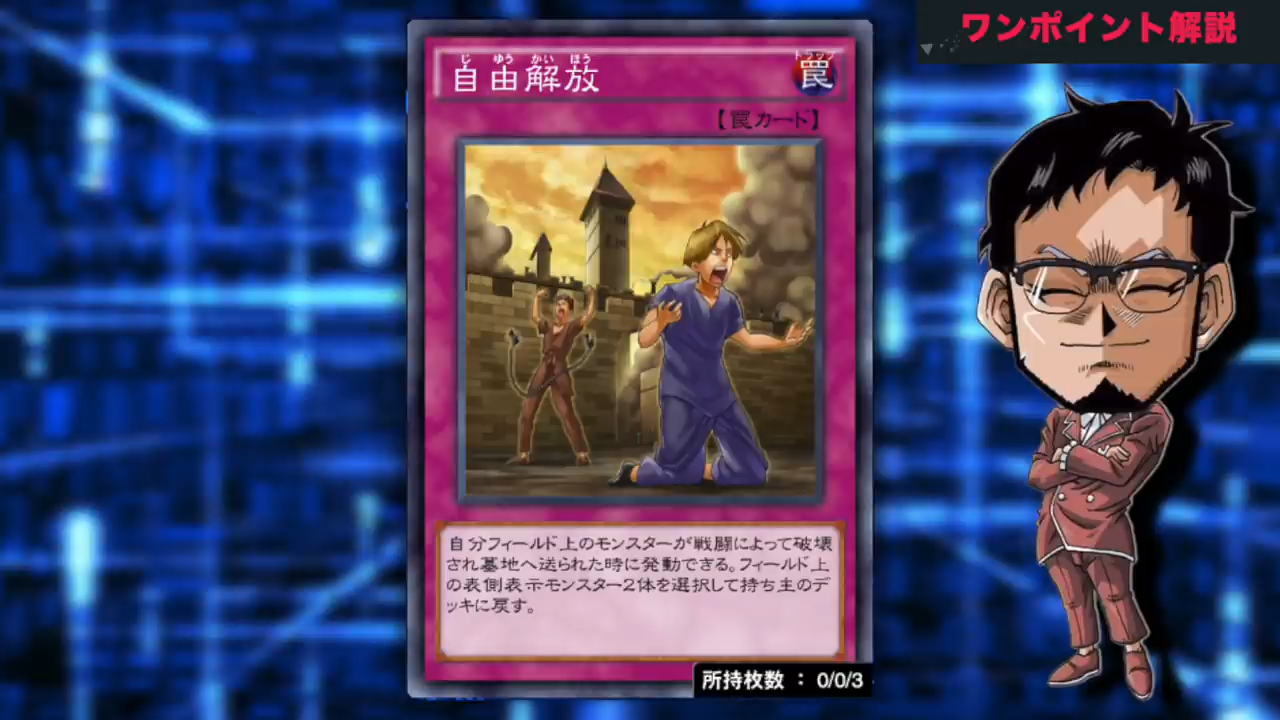 ワンポイント解説
じ ゆう かい ほう
自由解放
トラップ
罠
【罠カード】
自分フィールド上のモンスターが戦闘によって破壊
され墓地へ送られた時に発動できる。フィールド上
の表側表示モンスター2体を選択して持ち主のデ
ッキに戻す。
所持枚数 : 0/0/3